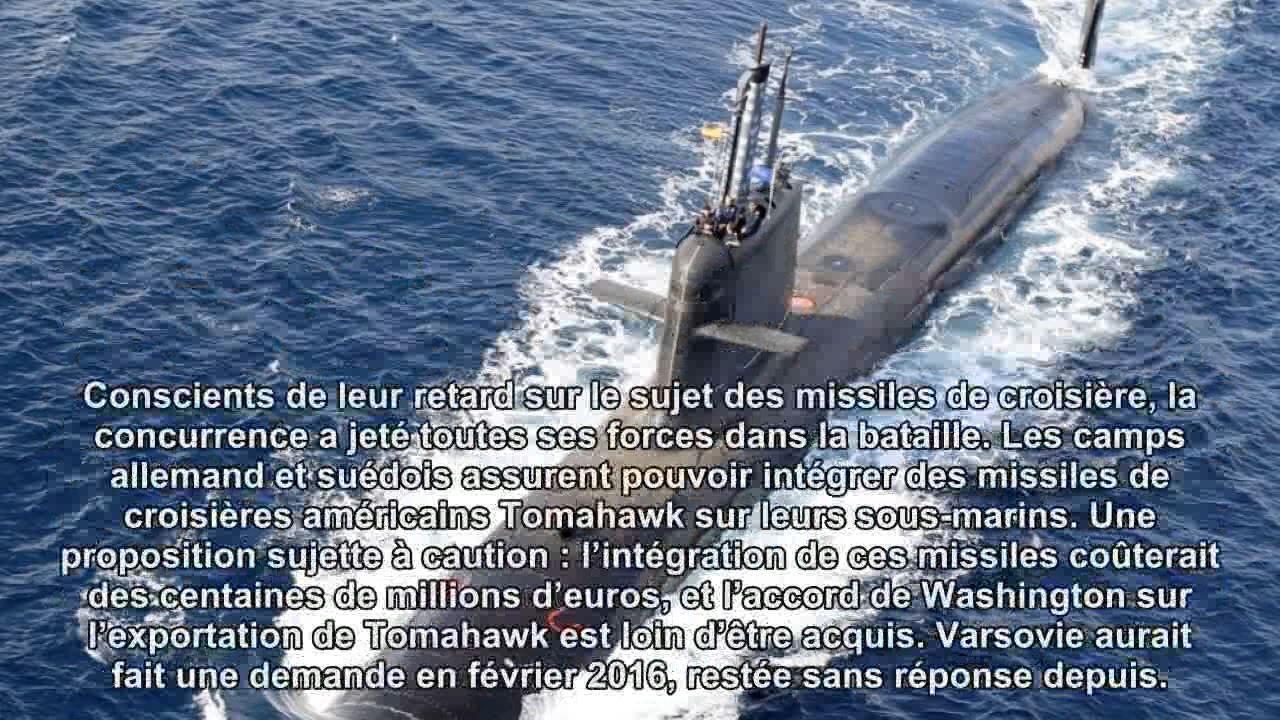 Conscients de leur retard sur le sujet des missiles de croisière, la
concurrence a jeté toutes ses forces dans la bataille. Les camps
allemand et suédois assurent pouvoir intégrer des missiles de
croisières américains Tomahawk sur leurs sous-marins. Une
proposition sujette à caution : l’intégration de ces missiles coûterait
des centaines de millions d’euros, et l’accord de Washington sur
l’exportation de Tomahawk est loin d’être acquis. Varsovie aurait
fait une demande en février 2016, restée sans réponse depuis.